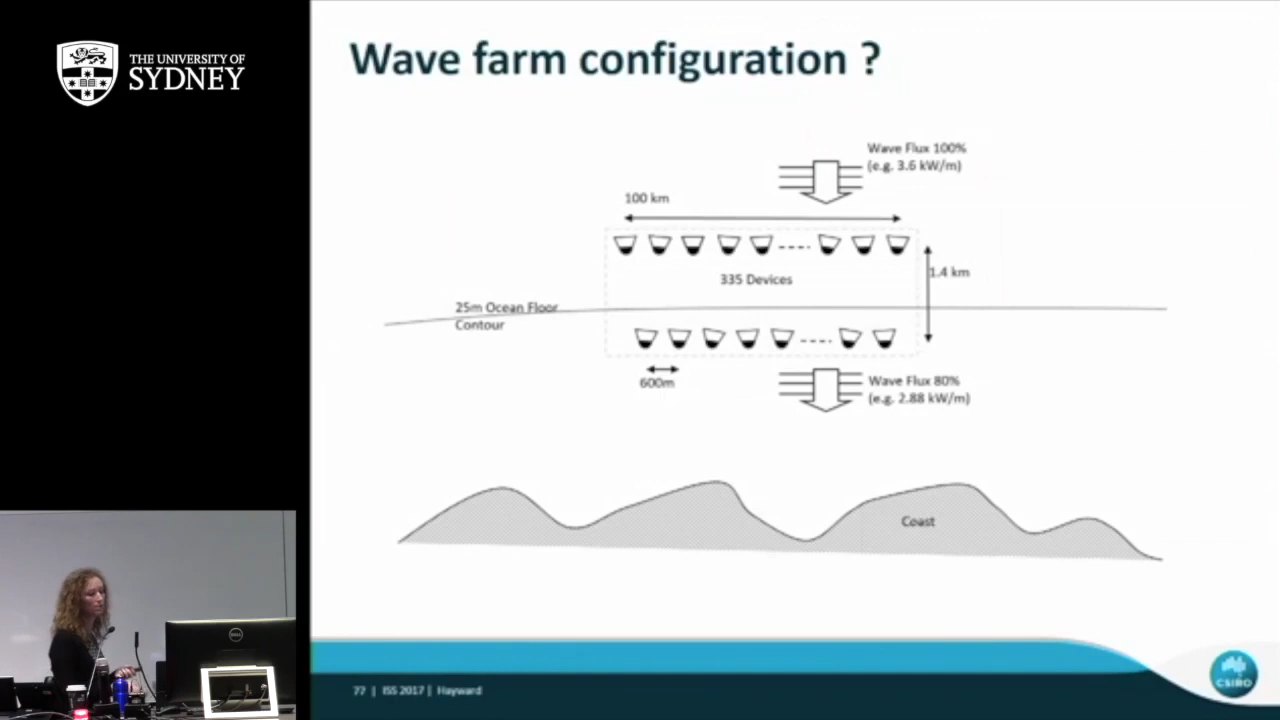 THE UNIVERSITY OF
SYDNEY
Wave farm configuration ?
Wave Flux 100%
(e.g. 3.6 kW/m)
100 km
335 Devices
1.4 km
25m Ocean Floor
Contour
600m
Wave Flux 80%
(e.g. 2.88 kW/m)
Coast
77 | ISS 2017 | Hayward
CSIRO
DELL